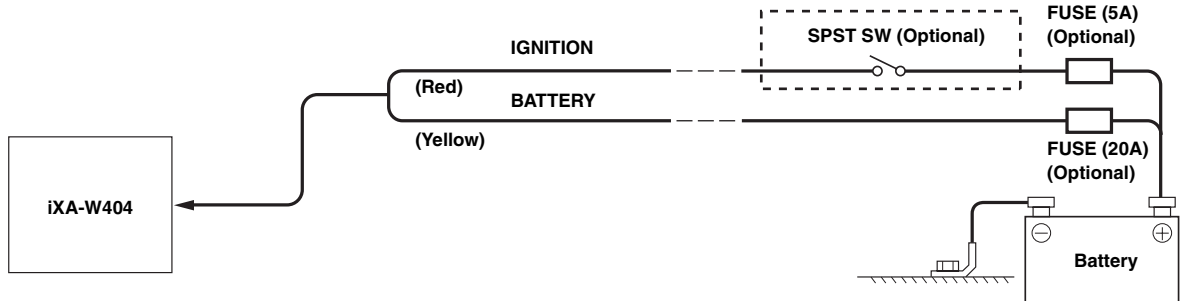 IGNITION
SPST SW (Optional)
FUSE (5A)
(Optional)
(Red)
BATTERY
(Yellow)
FUSE (20A)
(Optional)
iXA-W404
Battery